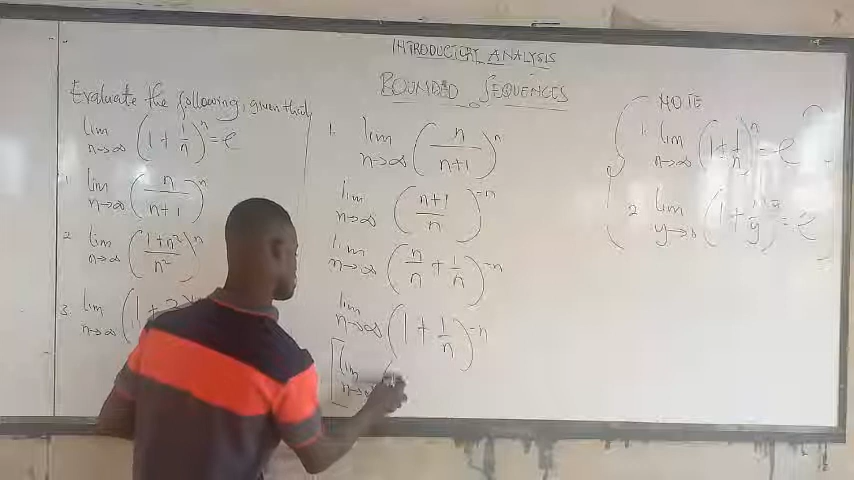 INTRODUCTORY ANALYSIS
BOUNDED SEQUENCES
Evaluate the following, given that
lim n→∞ (1 + 1/n)^n = e
1. lim n→∞ (n/(n+1))^n
2. lim n→∞ ((1+n²)/n²)^n
3. lim n→∞ (1 + 2
1. lim n→∞ (n/(n+1))^n
lim n→∞ ((n+1)/n)^-n
lim n→∞ (n/n + 1/n)^-n
lim n→∞ (1 + 1/n)^-n
[lim n→∞ (
NOTE
1. lim n→∞ (1 + 1/n)^n = e
2. lim